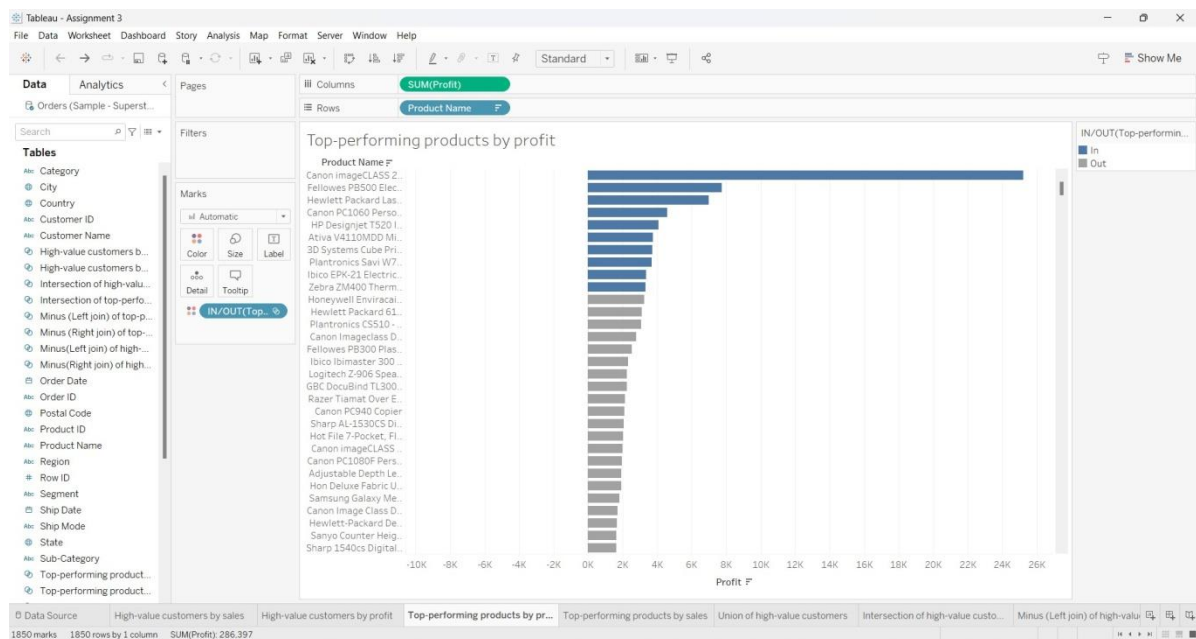 Tableau - Assignment 3
File Data Worksheet Dashboard Story Analysis Map Format Server Window Help
Standard
Show Me
Data Analytics
Orders (Sample - Superst...
Search
Tables
Abc Category
City
Country
Abc Customer ID
Abc Customer Name
High-value customers b...
High-value customers b...
Intersection of high-valu...
Intersection of top-perfo...
Minus (Left join) of top-p...
Minus (Right join) of top-...
Minus(Left join) of high-...
Minus(Right join) of high...
Order Date
Abc Order ID
Postal Code
Abc Product ID
Abc Product Name
Abc Region
# Row ID
Abc Segment
Ship Date
Abc Ship Mode
State
Abc Sub-Category
Top-performing product...
Top-performing product...
Pages
Filters
Marks
Automatic
Color Size Label
Detail Tooltip
IN/OUT(Top..
Columns SUM(Profit)
Rows Product Name
Top-performing products by profit
Product Name
Canon imageCLASS 2..
Fellowes PB500 Elec..
Hewlett Packard Las..
Canon PC1060 Perso..
HP Designjet T520 I..
Ativa V4110MDD Mi..
3D Systems Cube Pri..
Plantronics Savi W7..
Ibico EPK-21 Electric..
Zebra ZM400 Therm..
Honeywell Enviracai..
Hewlett Packard 61..
Plantronics CS510 - ..
Canon Imageclass D..
Fellowes PB300 Plas..
Ibico Ibimaster 300 ..
Logitech Z-906 Spea..
GBC DocuBind TL300..
Razer Tiamat Over E..
Canon PC940 Copier
Sharp AL-1530CS Di..
Hot File 7-Pocket, Fl..
Canon imageCLASS ..
Canon PC1080F Pers..
Adjustable Depth Le..
Hon Deluxe Fabric U..
Samsung Galaxy Me..
Canon Image Class D..
Hewlett-Packard De..
Sanyo Counter Heig..
Sharp 1540cs Digital..
-10K -8K -6K -4K -2K 0K 2K 4K 6K 8K 10K 12K 14K 16K 18K 20K 22K 24K 26K
Profit
IN/OUT(Top-performin...
In
Out
Data Source High-value customers by sales High-value customers by profit Top-performing products by pr... Top-performing products by sales Union of high-value customers Intersection of high-value custo... Minus (Left join) of high-valu
1850 marks 1850 rows by 1 column SUM(Profit): 286,397